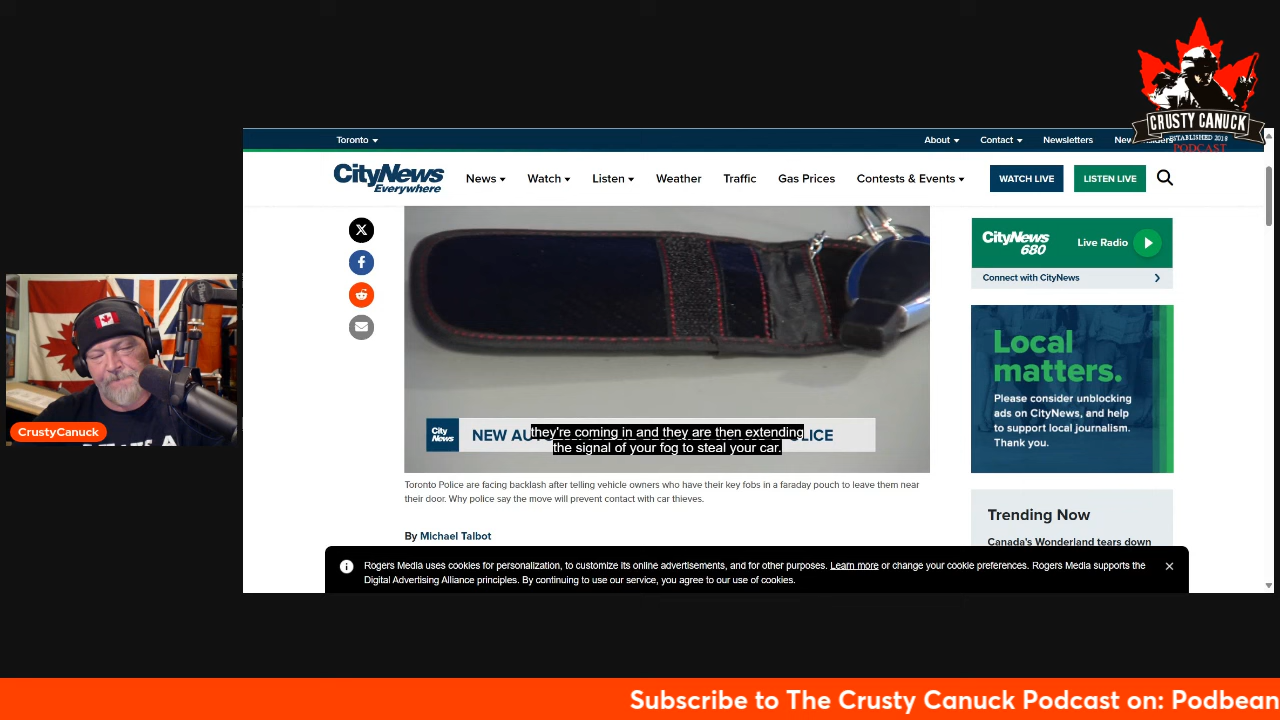 CRUSTY CANUCK
ESTABLISHED 2019
PODCAST
Toronto
About
Contact
Newsletters
CityNews
Everywhere
News
Watch
Listen
Weather
Traffic
Gas Prices
Contests & Events
WATCH LIVE
LISTEN LIVE
CityNews
680
Live Radio
Connect with CityNews
Local
matters.
Please consider unblocking
ads on CityNews, and help
to support local journalism.
Thank you.
City
News
NEW
they're coming in and they are then extending
the signal of your fog to steal your car.
Toronto Police are facing backlash after telling vehicle owners who have their key fobs in a faraday pouch to leave them near
their door. Why police say the move will prevent contact with car thieves.
By Michael Talbot
Trending Now
Canada's Wonderland tears down
Rogers Media uses cookies for personalization, to customize its online advertisements, and for other purposes. Learn more or change your cookie preferences. Rogers Media supports the
Digital Advertising Alliance principles. By continuing to use our service, you agree to our use of cookies.
CrustyCanuck
Subscribe to The Crusty Canuck Podcast on: Podbean